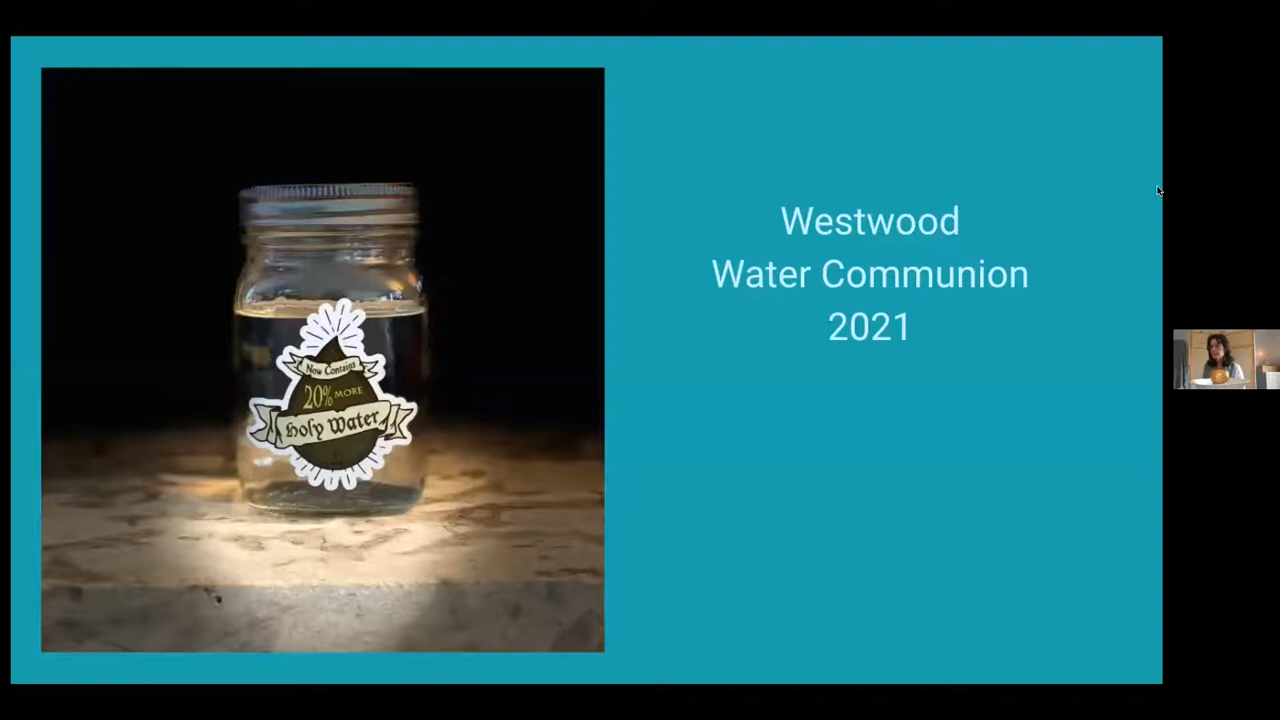 Now Contains
20% MORE
Holy Water
Westwood
Water Communion
2021